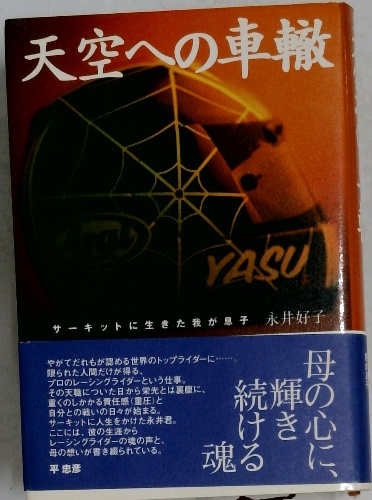 天空への車轍
YASU
サーキットに生きた我が息子 永井好子
母の心に、
輝き
続ける
魂
やがてだれもが認める世界のトップライダーに……。
限られた人間だけが得る、
プロのレーシングライダーという仕事。
その天職についた日から栄光とは裏腹に、
重くのしかかる責任感(重圧)と
自分との戦いの日々が始まる。
サーキットに人生をかけた永井君。
ここには、彼の生涯から
レーシングライダーの魂の声と、
母の想いが書き綴られている。
平 忠彦